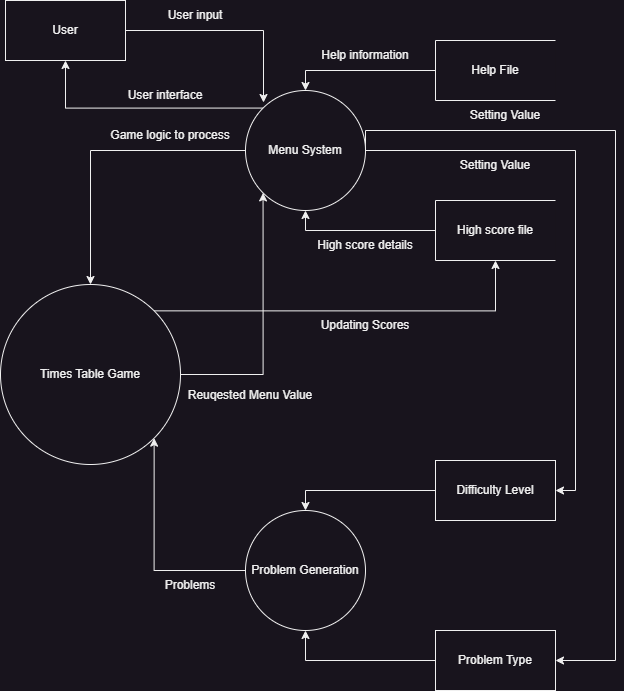 User input
User
Help information
Help File
User interface
Setting Value
Game logic to process
Menu System
Setting Value
High score file
High score details
Updating Scores
Times Table Game
Reuqested Menu Value
Difficulty Level
Problem Generation
Problems
Problem Type